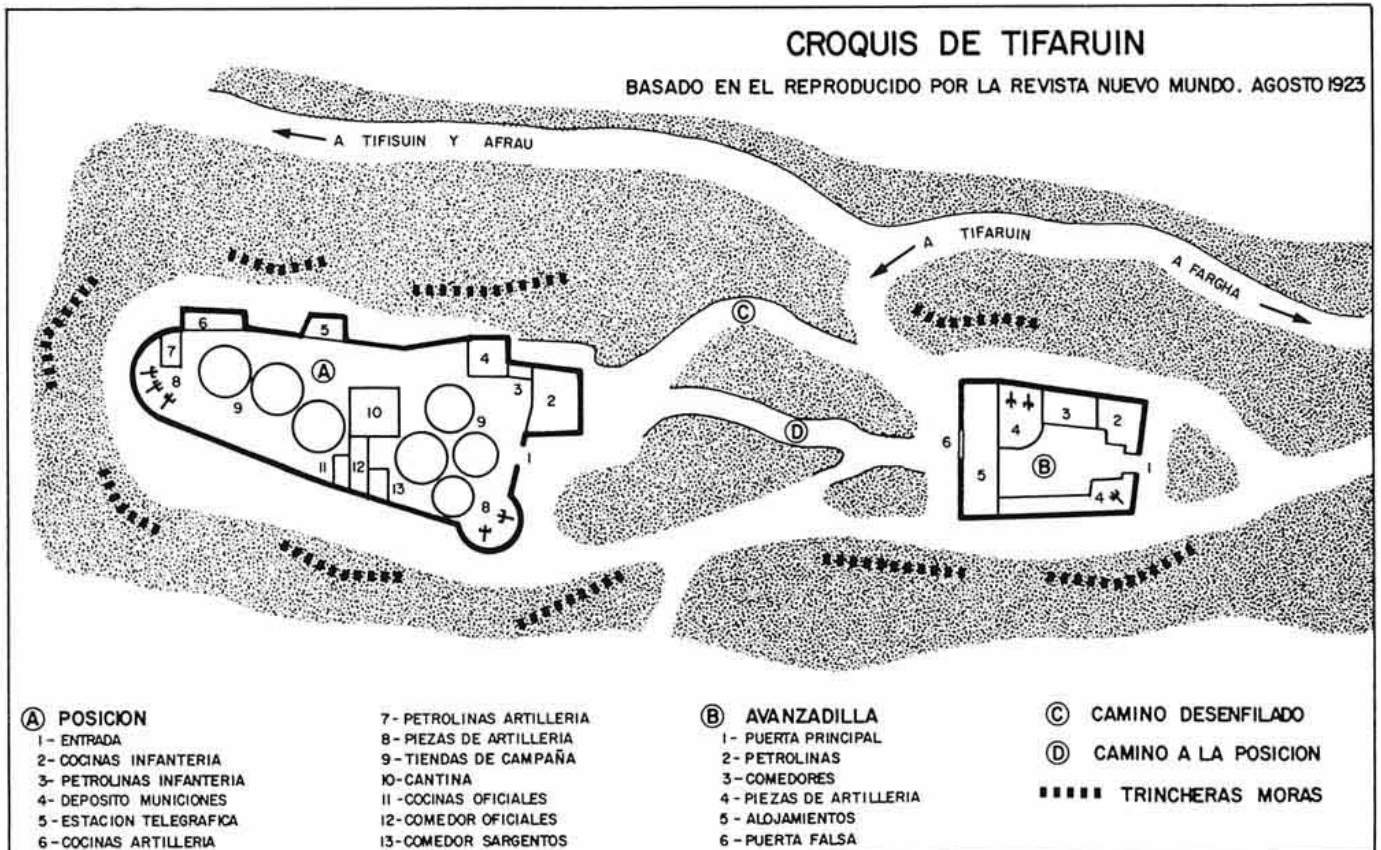 CROQUIS DE TIFARUIN
BASADO EN EL REPRODUCIDO POR LA REVISTA NUEVO MUNDO. AGOSTO 1923
A TIFISUIN Y AFRAU
A TIFARUIN
A FARGHA
C
6
5
7
8
A
4
3
2
9
10
9
D
1
11
12
13
8
6
5
4
3
2
B
1
4
A POSICION
1 - ENTRADA
2 - COCINAS INFANTERIA
3 - PETROLINAS INFANTERIA
4 - DEPOSITO MUNICIONES
5 - ESTACION TELEGRAFICA
6 - COCINAS ARTILLERIA
7 - PETROLINAS ARTILLERIA
8 - PIEZAS DE ARTILLERIA
9 - TIENDAS DE CAMPAÑA
10 - CANTINA
11 - COCINAS OFICIALES
12 - COMEDOR OFICIALES
13 - COMEDOR SARGENTOS
B AVANZADILLA
1 - PUERTA PRINCIPAL
2 - PETROLINAS
3 - COMEDORES
4 - PIEZAS DE ARTILLERIA
5 - ALOJAMIENTOS
6 - PUERTA FALSA
C CAMINO DESENFILADO
D CAMINO A LA POSICION
TRINCHERAS MORAS